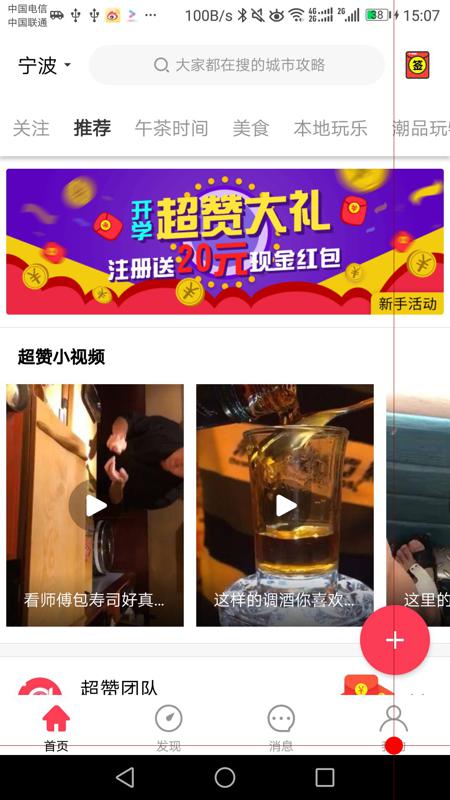 中国电信
中国联通
100B/s
4G
2G
38
15:07
宁波
大家都在搜的城市攻略
签
关注 推荐 午茶时间 美食 本地玩乐 潮品玩
开学
超赞大礼
注册送20元现金红包
新手活动
超赞小视频
看师傅包寿司好真...
这样的调酒你喜欢...
这里的
超赞团队
首页 发现 消息